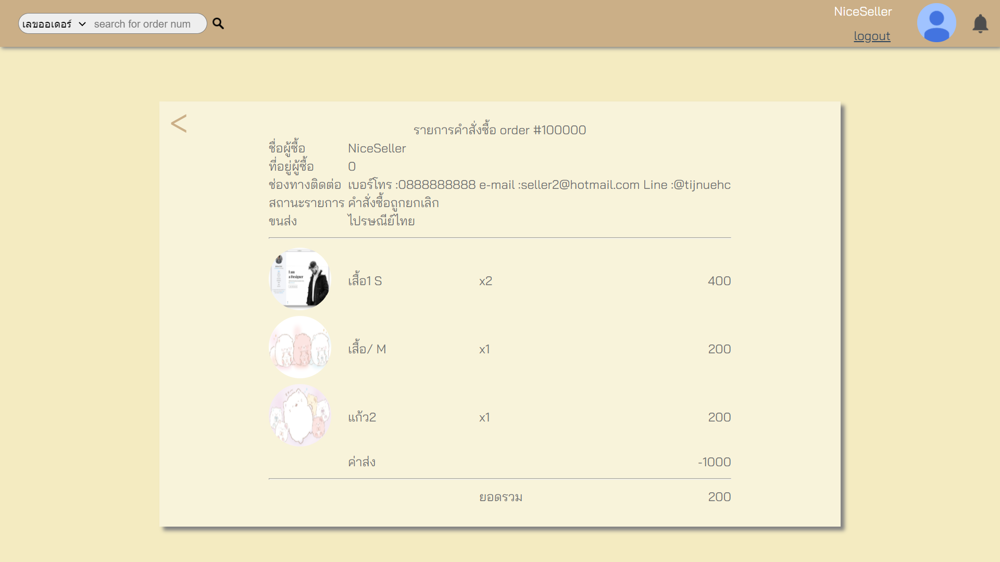 เลขออเดอร์ search for order num
NiceSeller
logout
<
รายการคำสั่งซื้อ order #100000
ชื่อผู้ซื้อ NiceSeller
ที่อยู่ผู้ซื้อ 0
ช่องทางติดต่อ เบอร์โทร :0888888888 e-mail :seller2@hotmail.com Line :@tijnuehc
สถานะรายการ คำสั่งซื้อถูกยกเลิก
ขนส่ง ไปรษณีย์ไทย
I am
a Designer
เสื้อ1 S x2 400
เสื้อ/ M x1 200
แก้ว2 x1 200
ค่าส่ง -1000
ยอดรวม 200